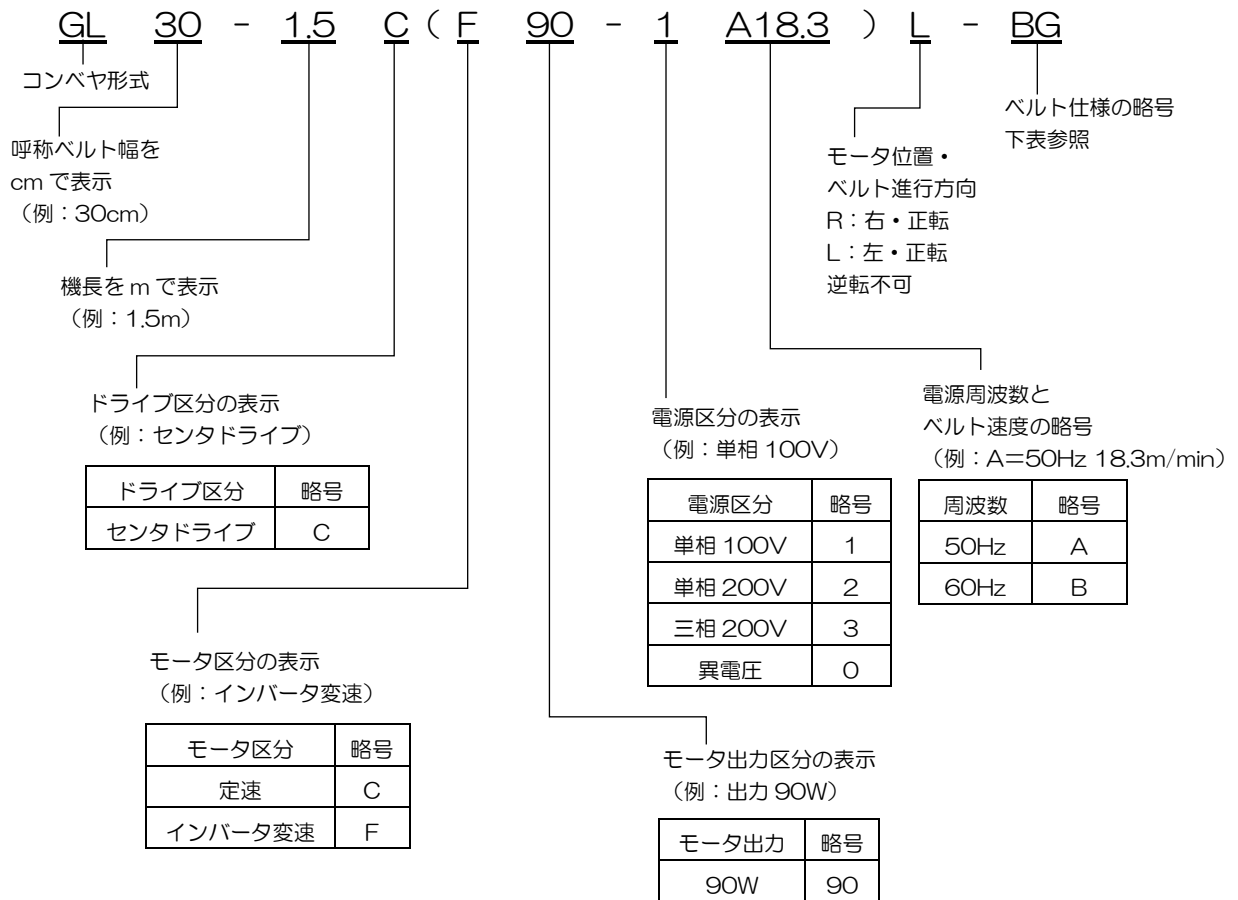 GL 30 - 1.5 C ( F 90 - 1 A18.3 ) L - BG
コンベヤ形式
呼称ベルト幅を
cm で表示
（例：30cm）
機長を m で表示
（例：1.5m）
ドライブ区分の表示
（例：センタドライブ）
ドライブ区分 略号
センタドライブ C
モータ区分の表示
（例：インバータ変速）
モータ区分 略号
定速 C
インバータ変速 F
モータ出力区分の表示
（例：出力 90W）
モータ出力 略号
90W 90
電源区分の表示
（例：単相 100V）
電源区分 略号
単相 100V 1
単相 200V 2
三相 200V 3
異電圧 0
電源周波数と
ベルト速度の略号
（例：A＝50Hz 18.3m/min）
周波数 略号
50Hz A
60Hz B
モータ位置・
ベルト進行方向
R：右・正転
L：左・正転
逆転不可
ベルト仕様の略号
下表参照